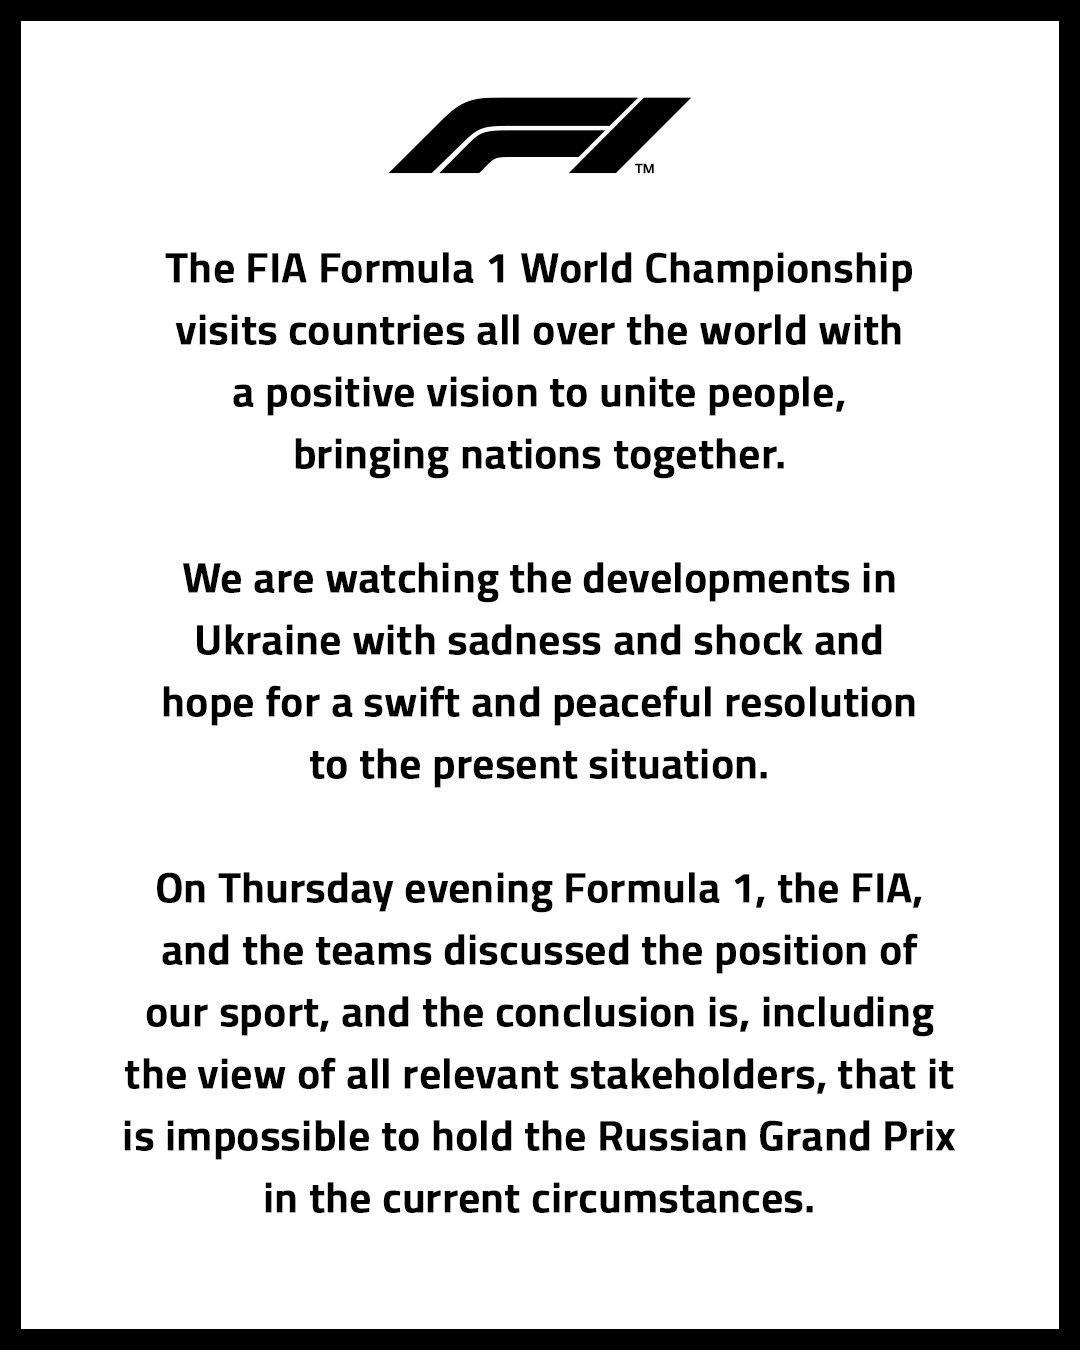 F1
TM
The FIA Formula 1 World Championship
visits countries all over the world with
a positive vision to unite people,
bringing nations together.
We are watching the developments in
Ukraine with sadness and shock and
hope for a swift and peaceful resolution
to the present situation.
On Thursday evening Formula 1, the FIA,
and the teams discussed the position of
our sport, and the conclusion is, including
the view of all relevant stakeholders, that it
is impossible to hold the Russian Grand Prix
in the current circumstances.